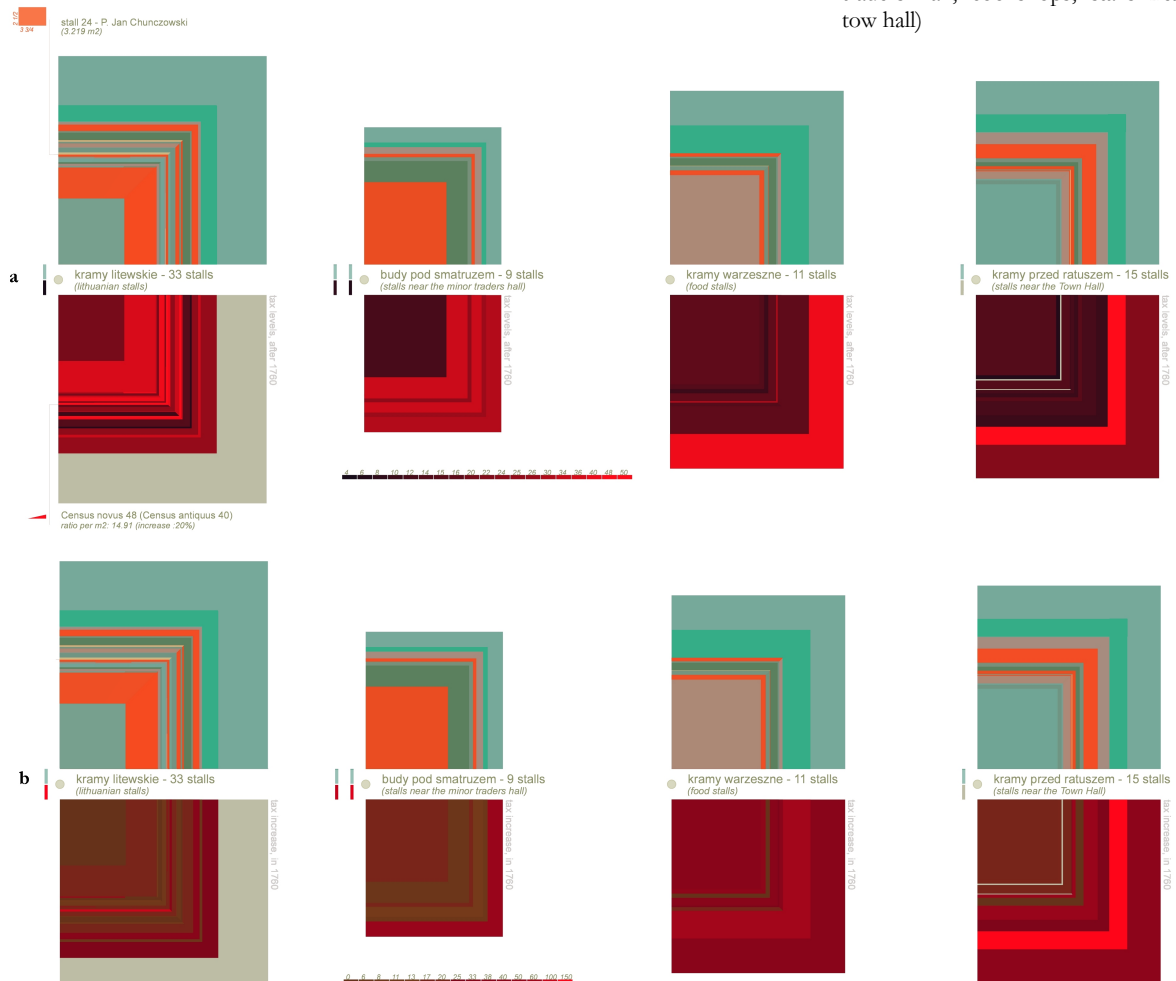 tow hall)
2 1/2
3 3/4
stall 24 - P. Jan Chunczowski
(3.219 m2)
a
kramy litewskie - 33 stalls
(lithuanian stalls)
budy pod smatruzem - 9 stalls
(stalls near the minor traders hall)
kramy warzeszne - 11 stalls
(food stalls)
kramy przed ratuszem - 15 stalls
(stalls near the Town Hall)
tax levels, after 1760
tax levels, after 1760
tax levels, after 1760
tax levels, after 1760
4 6 8 10 12 14 15 16 20 22 24 25 26 30 34 36 40 48 50
Census novus 48 (Census antiquus 40)
ratio per m2: 14.91 (increase :20%)
b
kramy litewskie - 33 stalls
(lithuanian stalls)
budy pod smatruzem - 9 stalls
(stalls near the minor traders hall)
kramy warzeszne - 11 stalls
(food stalls)
kramy przed ratuszem - 15 stalls
(stalls near the Town Hall)
tax increase, in 1760
tax increase, in 1760
tax increase, in 1760
tax increase, in 1760
0 6 8 11 13 17 20 25 33 38 40 50 60 100 150